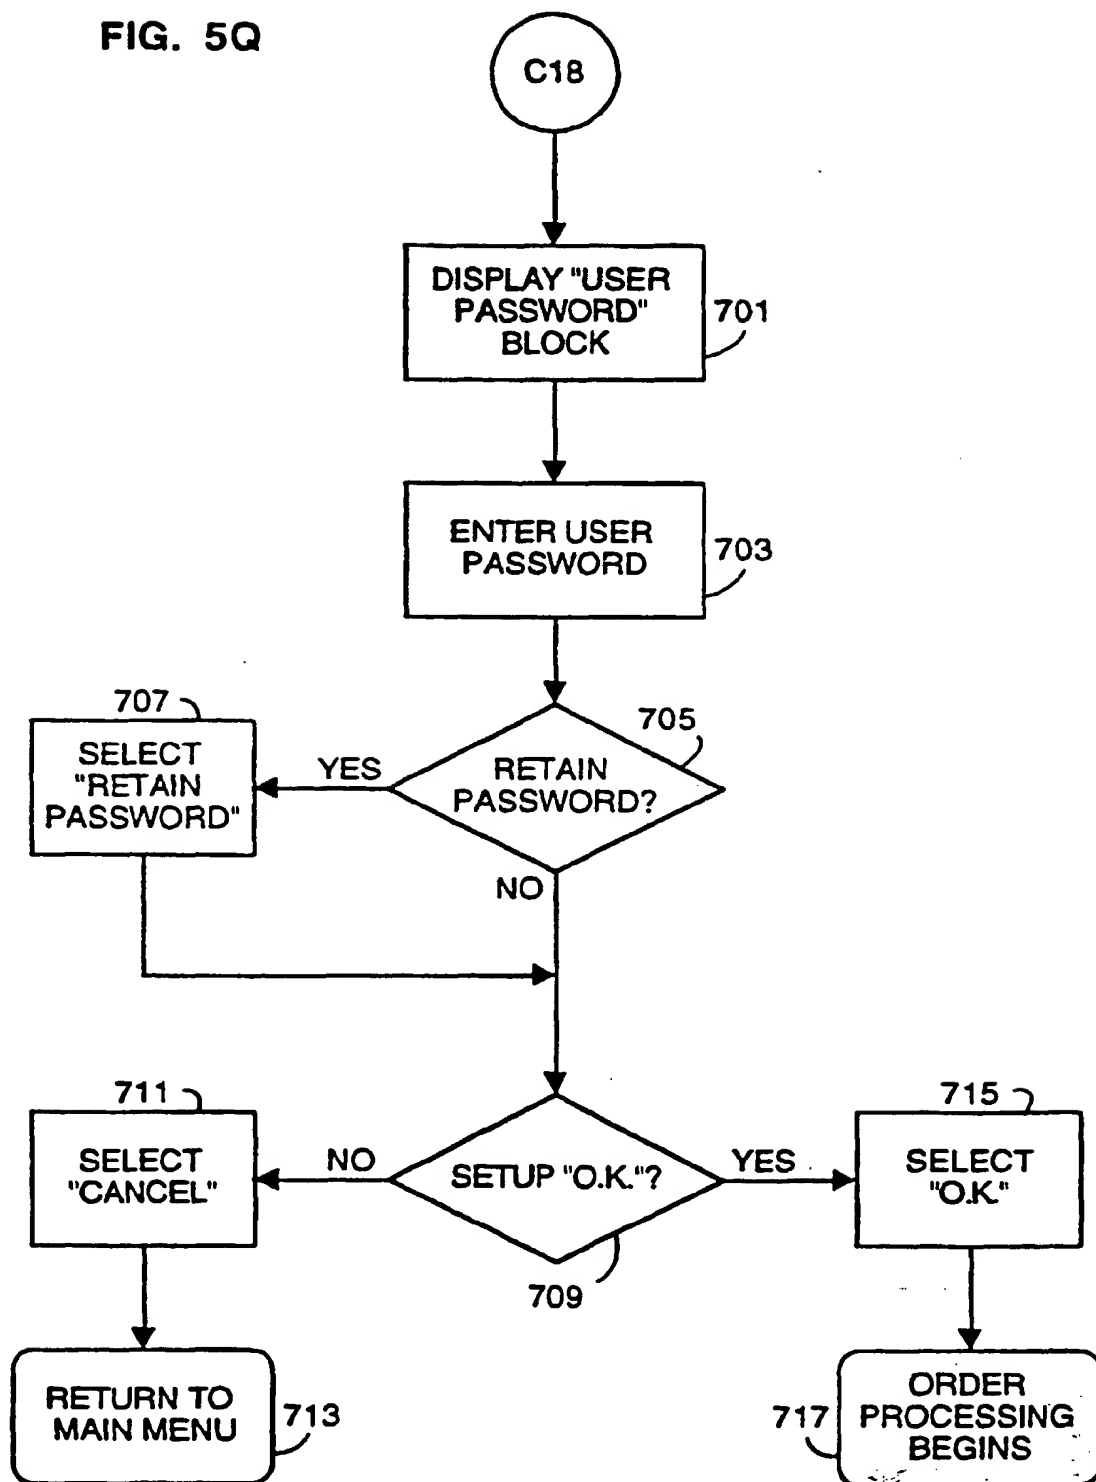 FIG. 5Q
C18
DISPLAY "USER
PASSWORD"
BLOCK
701
ENTER USER
PASSWORD
703
707
SELECT
"RETAIN
PASSWORD"
YES
705
RETAIN
PASSWORD?
NO
711
SELECT
"CANCEL"
NO
SETUP "O.K."?
709
YES
715
SELECT
"O.K."
RETURN TO
MAIN MENU
713
717
ORDER
PROCESSING
BEGINS